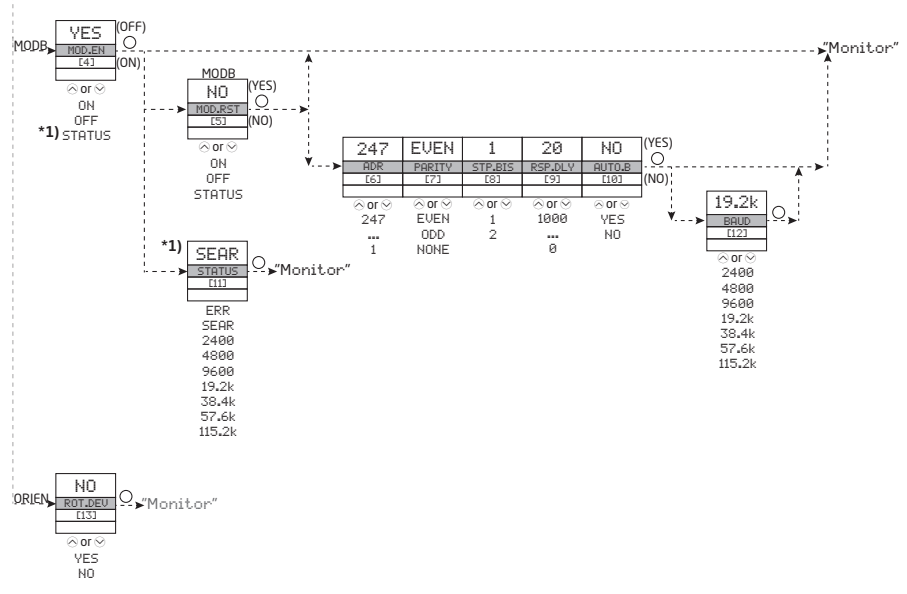 MODB
YES
MOD.EN
[4]
(OFF)
(ON)
or
ON
OFF
*1) STATUS
"Monitor"
MODB
NO
MOD.RST
[5]
(YES)
(NO)
or
ON
OFF
STATUS
247 EVEN 1 20 NO
ADR PARITY STP.BIS RSP.DLY AUTO.B
[6] [7] [8] [9] [10]
(YES)
(NO)
or or or or or
247 EVEN 1 1000 YES
... ODD 2 ... NO
1 NONE 0
19.2k
BAUD
[12]
or
2400
4800
9600
19.2k
38.4k
57.6k
115.2k
*1)
SEAR
STATUS
[11]
"Monitor"
ERR
SEAR
2400
4800
9600
19.2k
38.4k
57.6k
115.2k
ORIEN
NO
ROT.DEV
[13]
"Monitor"
or
YES
NO